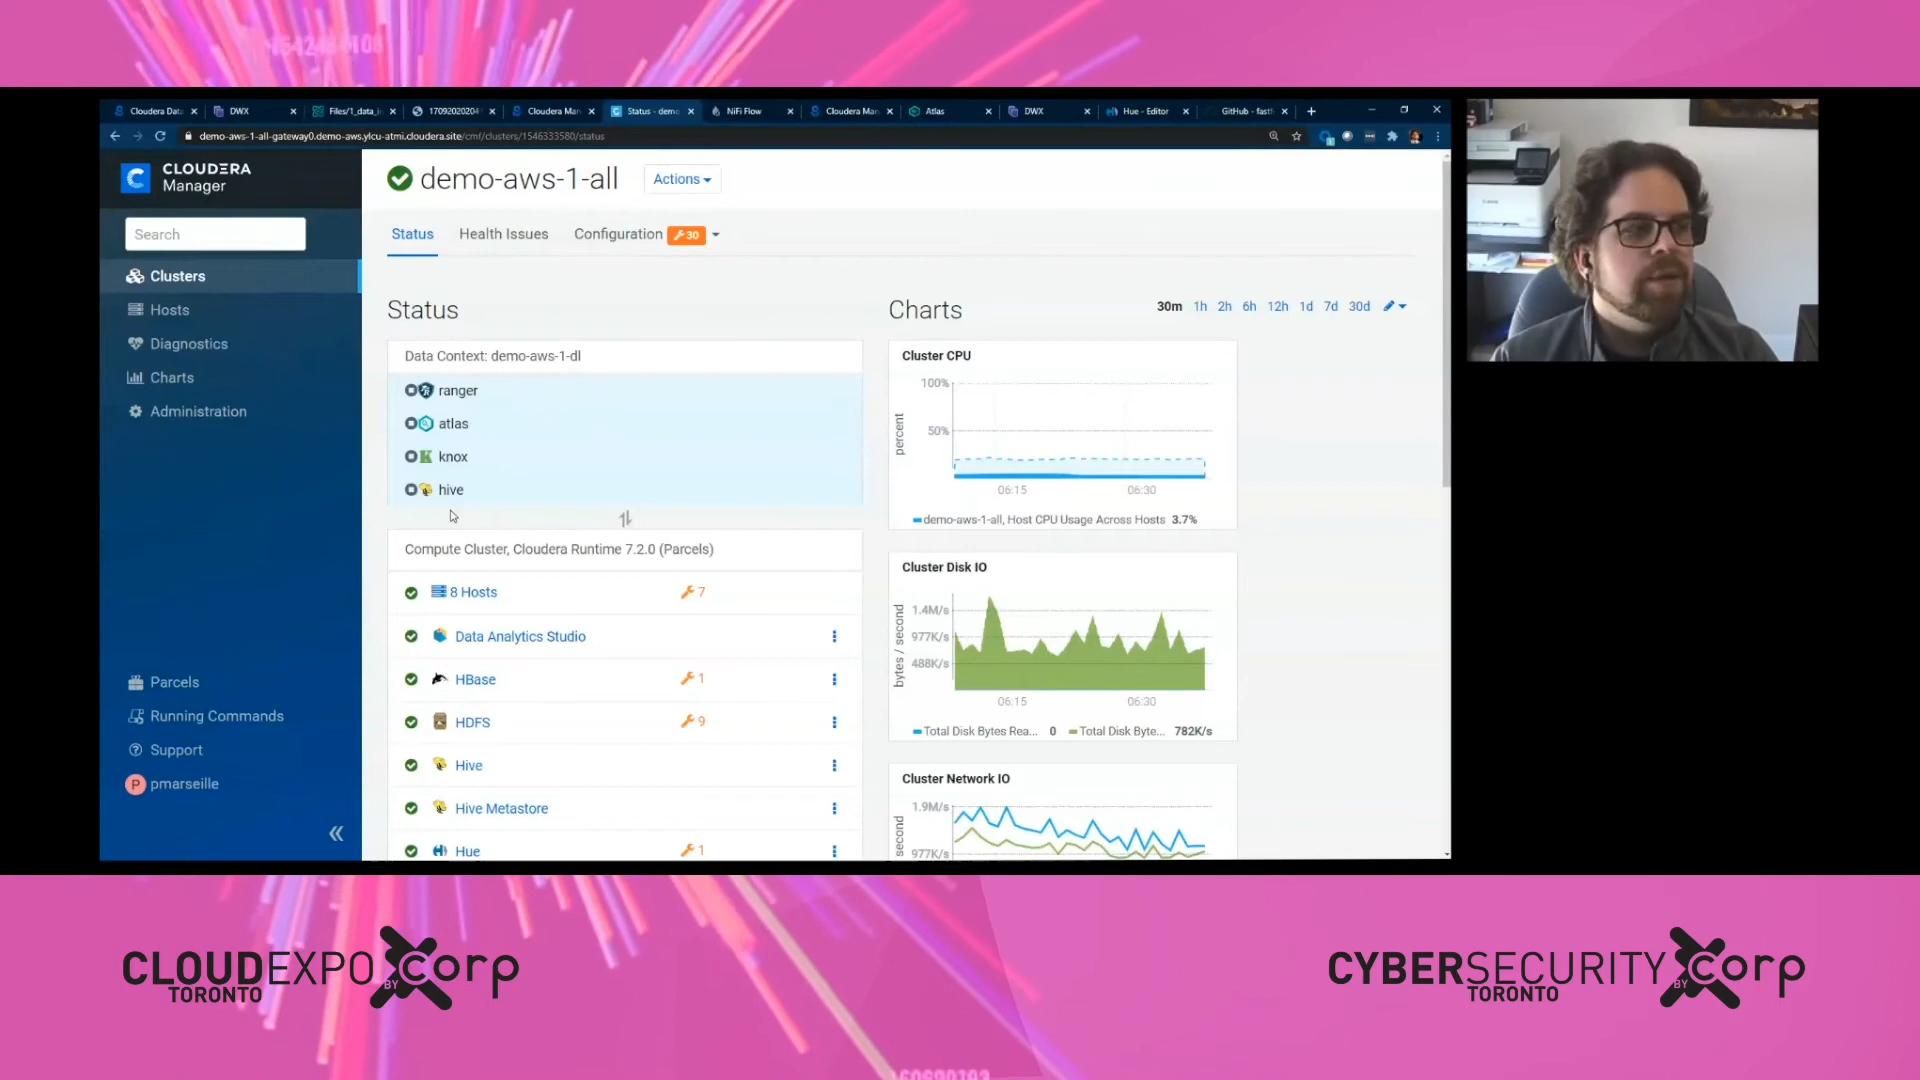 1542484108
Cloudera Data
DWX
Files/1_data_i
17092020204
Cloudera Man
Status - demo
NiFi Flow
Cloudera Man
Atlas
DWX
Hue - Editor
GitHub - fast
demo-aws-1-all-gateway0.demo-aws.ylcu-atmi.cloudera.site/cmf/clusters/1546333580/status
CLOUDERA
Manager
Search
Clusters
Hosts
Diagnostics
Charts
Administration
Parcels
Running Commands
Support
P pmarseille
demo-aws-1-all
Actions
Status
Health Issues
Configuration
30
Status
Data Context: demo-aws-1-dl
ranger
atlas
knox
hive
Compute Cluster, Cloudera Runtime 7.2.0 (Parcels)
8 Hosts
7
Data Analytics Studio
HBase
1
HDFS
9
Hive
Hive Metastore
Hue
1
Charts
30m 1h 2h 6h 12h 1d 7d 30d
Cluster CPU
percent
100%
50%
06:15
06:30
demo-aws-1-all, Host CPU Usage Across Hosts 3.7%
Cluster Disk IO
bytes / second
1.4M/s
977K/s
488K/s
06:15
06:30
Total Disk Bytes Rea... 0
Total Disk Byte... 782K/s
Cluster Network IO
second
1.9M/s
977K/s
CLOUDEXPO
TORONTO
BY
Xcorp
CYBERSECURITY
TORONTO
BY
Xcorp